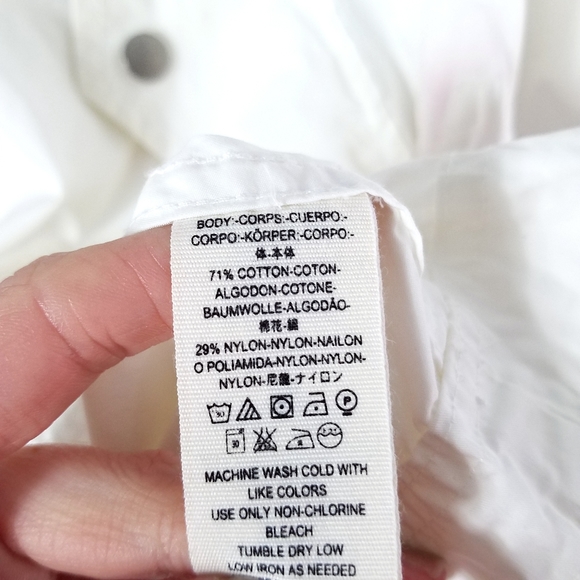 BODY:-CORPS:-CUERPO:-
CORPO:-KÖRPER:-CORPO:-
体-本体
71% COTTON-COTON-
ALGODON-COTONE-
BAUMWOLLE-ALGODÃO-
棉花-綿
29% NYLON-NYLON-NAILON
O POLIAMIDA-NYLON-NYLON-
NYLON-尼龍-ナイロン
P
30
MACHINE WASH COLD WITH
LIKE COLORS
USE ONLY NON-CHLORINE
BLEACH
TUMBLE DRY LOW
LOW IRON AS NEEDED